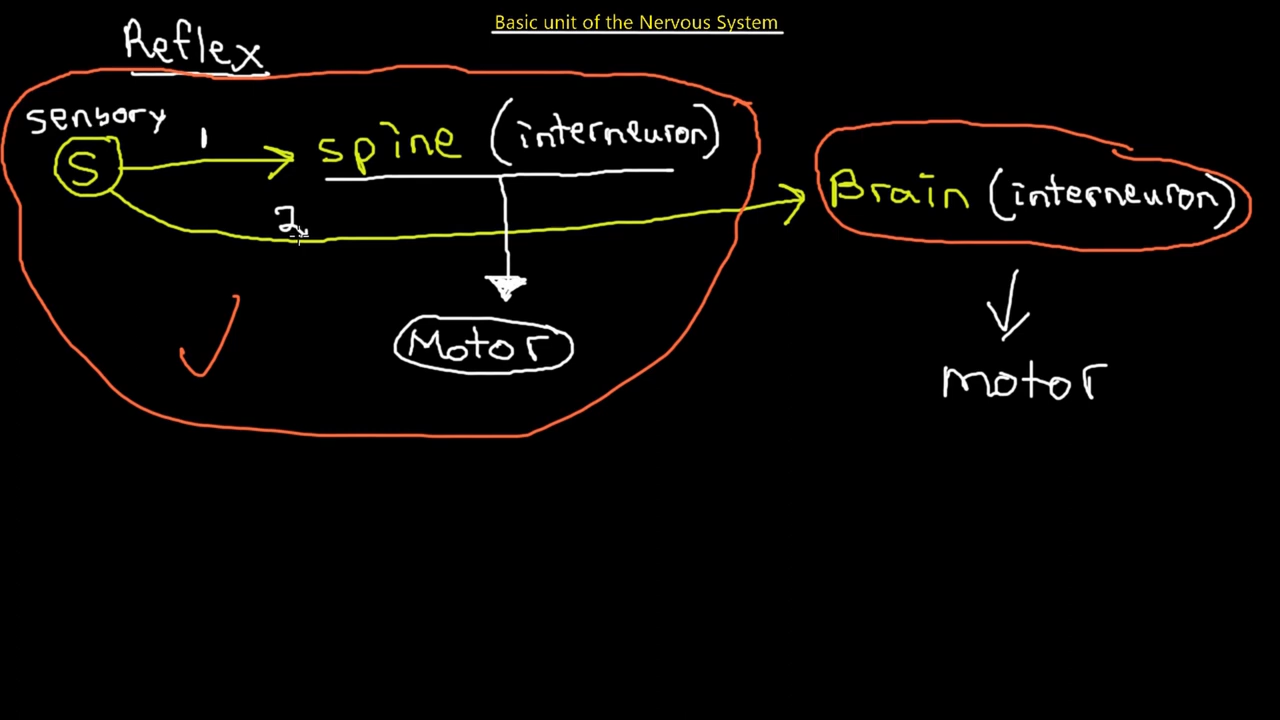 Basic unit of the Nervous System
Reflex
sensory
S
1
spine (interneuron)
2
Brain (interneuron)
Motor
motor